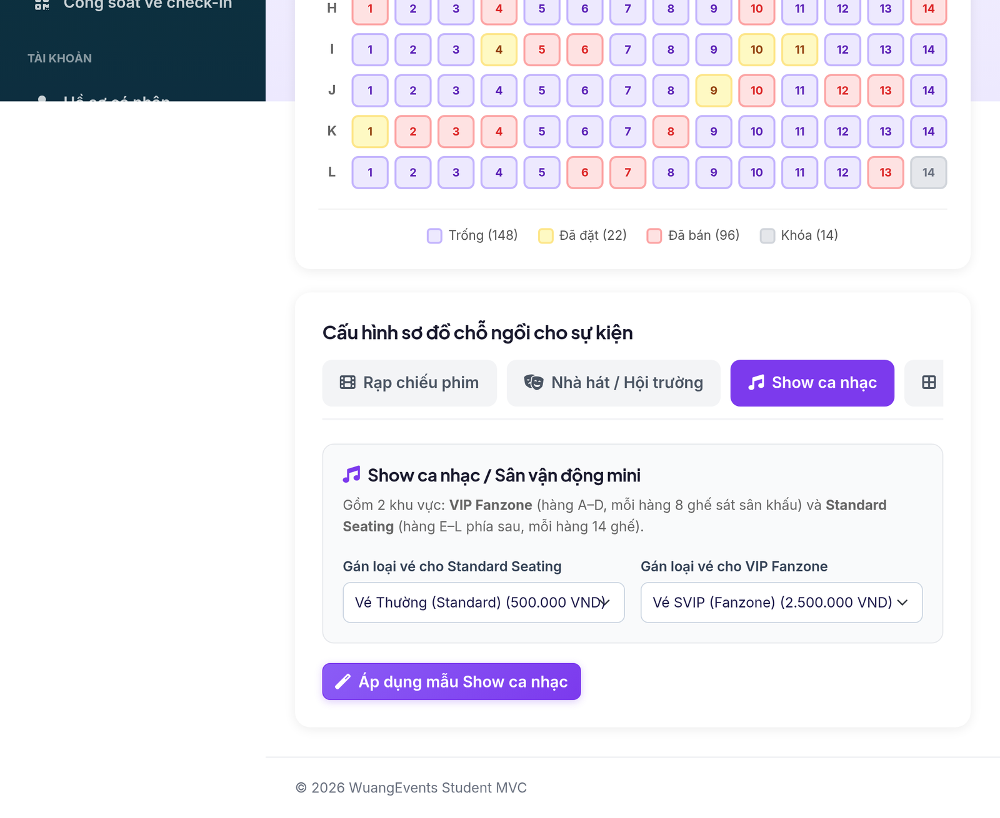 Cổng soát vé check-in
TÀI KHOẢN
Hồ sơ cá nhân
H 1 2 3 4 5 6 7 8 9 10 11 12 13 14
I 1 2 3 4 5 6 7 8 9 10 11 12 13 14
J 1 2 3 4 5 6 7 8 9 10 11 12 13 14
K 1 2 3 4 5 6 7 8 9 10 11 12 13 14
L 1 2 3 4 5 6 7 8 9 10 11 12 13 14
Trống (148) Đã đặt (22) Đã bán (96) Khóa (14)
Cấu hình sơ đồ chỗ ngồi cho sự kiện
Rạp chiếu phim Nhà hát / Hội trường Show ca nhạc
Show ca nhạc / Sân vận động mini
Gồm 2 khu vực: VIP Fanzone (hàng A–D, mỗi hàng 8 ghế sát sân khấu) và Standard
Seating (hàng E–L phía sau, mỗi hàng 14 ghế).
Gán loại vé cho Standard Seating Gán loại vé cho VIP Fanzone
Vé Thường (Standard) (500.000 VND) Vé SVIP (Fanzone) (2.500.000 VND)
Áp dụng mẫu Show ca nhạc
© 2026 WuangEvents Student MVC